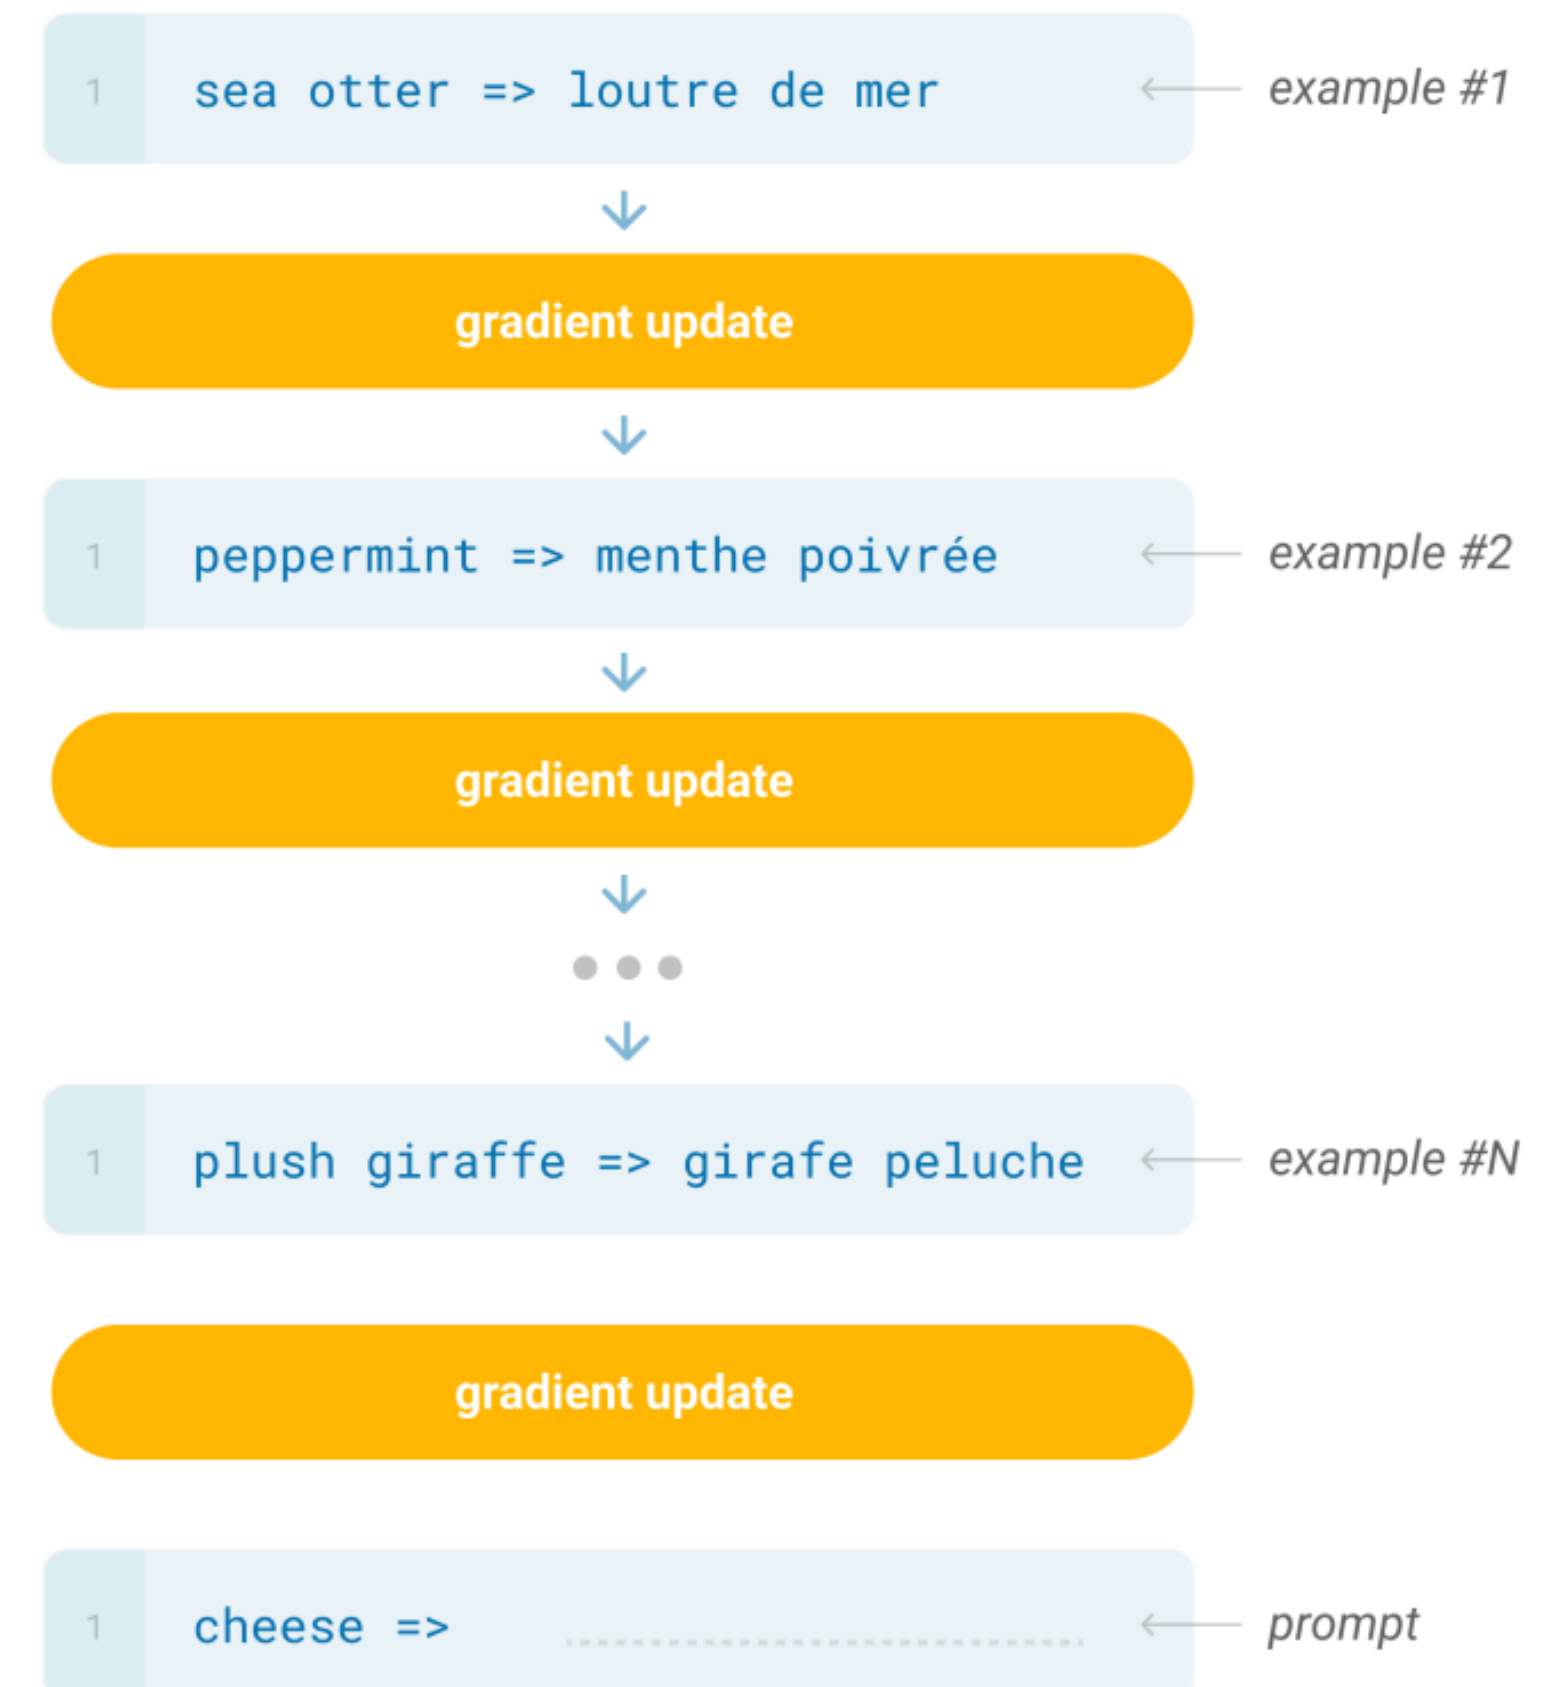 1 sea otter => loutre de mer example #1
gradient update
1 peppermint => menthe poivrée example #2
gradient update
1 plush giraffe => girafe peluche example #N
gradient update
1 cheese => prompt